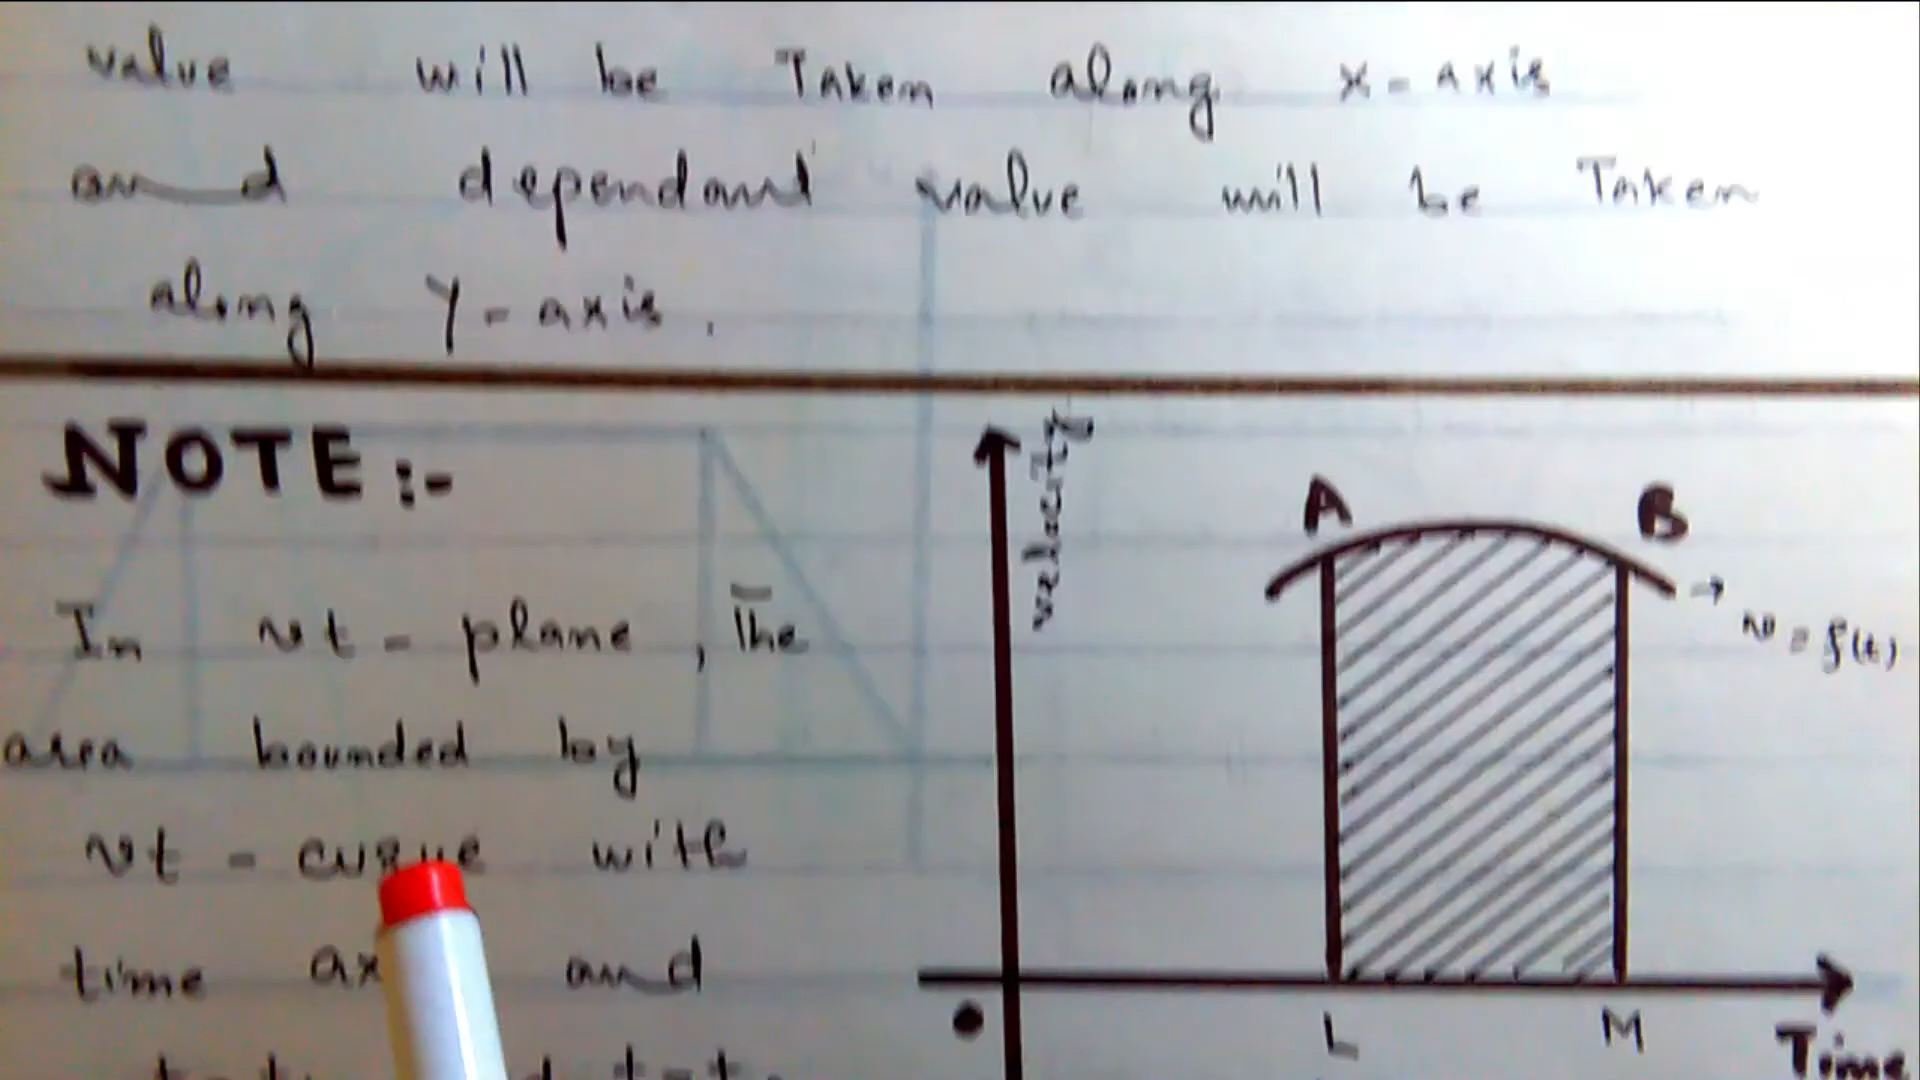 value will be Taken along x-axis
and dependant value will be Taken
along Y-axis.
NOTE:-
In vt-plane, The
area bounded by
vt-curve with
time and
velocity
A
B
→ v = f(t)
L
M
Time